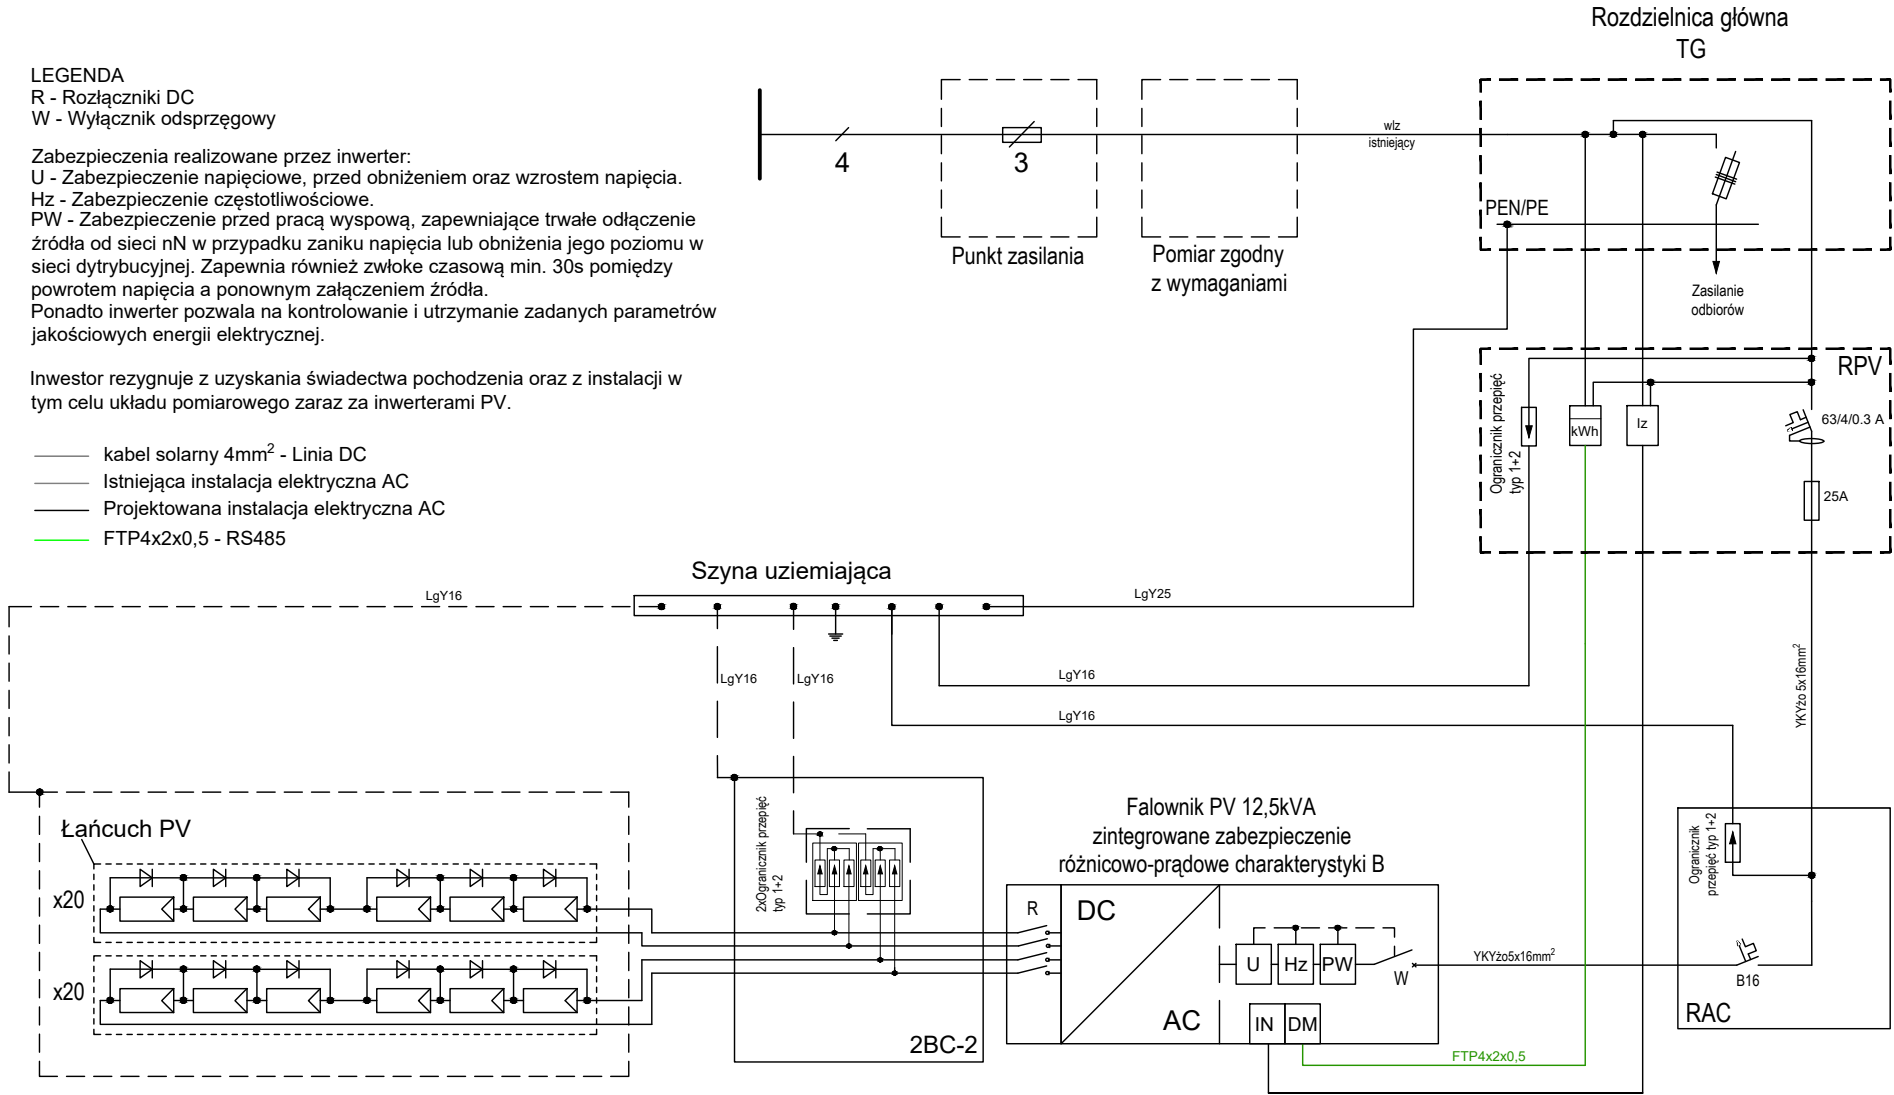 Rozdzielnica główna
TG
LEGENDA
R - Rozłączniki DC
W - Wyłącznik odsprzęgowy
Zabezpieczenia realizowane przez inwerter:
U - Zabezpieczenie napięciowe, przed obniżeniem oraz wzrostem napięcia.
Hz - Zabezpieczenie częstotliwościowe.
PW - Zabezpieczenie przed pracą wyspową, zapewniające trwałe odłączenie
źródła od sieci nN w przypadku zaniku napięcia lub obniżenia jego poziomu w
sieci dytrybucyjnej. Zapewnia również zwłoke czasową min. 30s pomiędzy
powrotem napięcia a ponownym załączeniem źródła.
Ponadto inwerter pozwala na kontrolowanie i utrzymanie zadanych parametrów
jakościowych energii elektrycznej.
Inwestor rezygnuje z uzyskania świadectwa pochodzenia oraz z instalacji w
tym celu układu pomiarowego zaraz za inwerterami PV.
kabel solarny 4mm² - Linia DC
Istniejąca instalacja elektryczna AC
Projektowana instalacja elektryczna AC
FTP4x2x0,5 - RS485
4
3
Punkt zasilania
Pomiar zgodny
z wymaganiami
wlz
istniejący
PEN/PE
Zasilanie
odbiorów
RPV
Ogranicznik przepięć
typ 1+2
kWh
Iz
63/4/0.3 A
25A
Szyna uziemiająca
LgY16
LgY25
LgY16
LgY16
LgY16
LgY16
YKYżo 5x16mm²
Łańcuch PV
x20
x20
2xOgranicznik przepięć
typ 1+2
2BC-2
Falownik PV 12,5kVA
zintegrowane zabezpieczenie
różnicowo-prądowe charakterystyki B
R
DC
AC
U
Hz
PW
W
IN
DM
YKYżo5x16mm²
FTP4x2x0,5
Ogranicznik
przepięć typ 1+2
B16
RAC